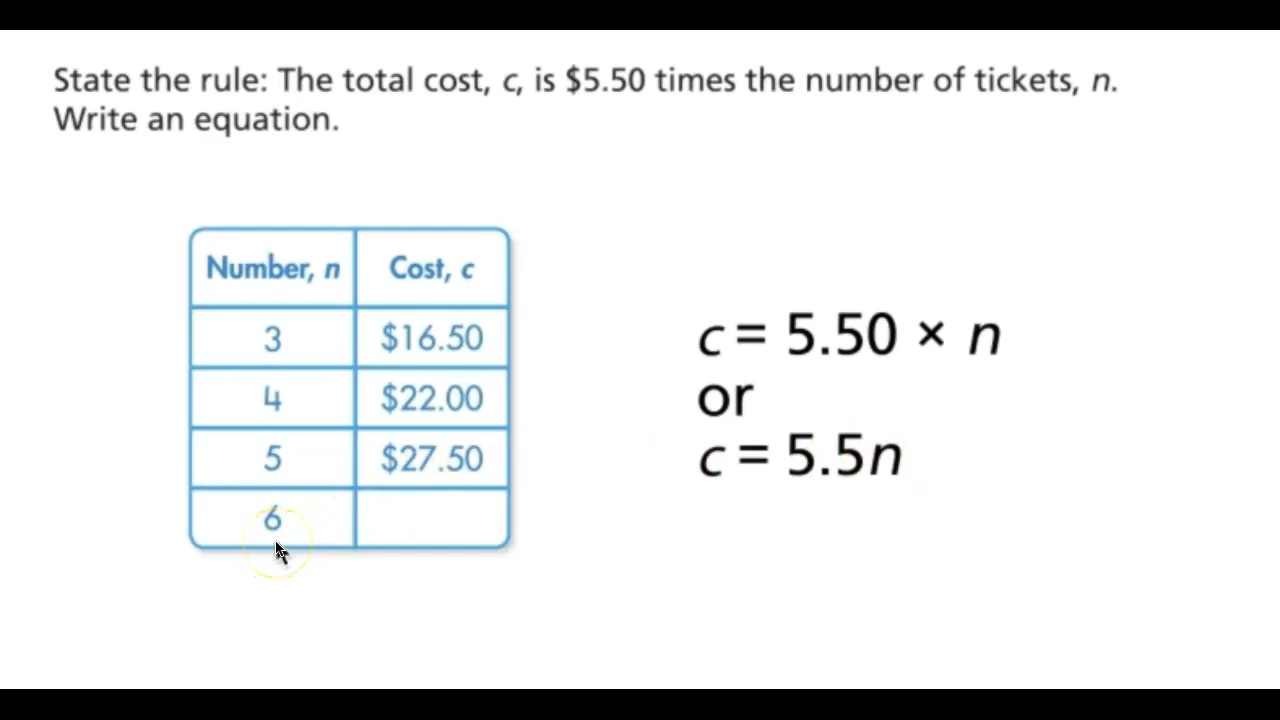 State the rule: The total cost, c, is $5.50 times the number of tickets, n.
Write an equation.
Number, n Cost, c
3 $16.50
4 $22.00
5 $27.50
6
c = 5.50 × n
or
c = 5.5n